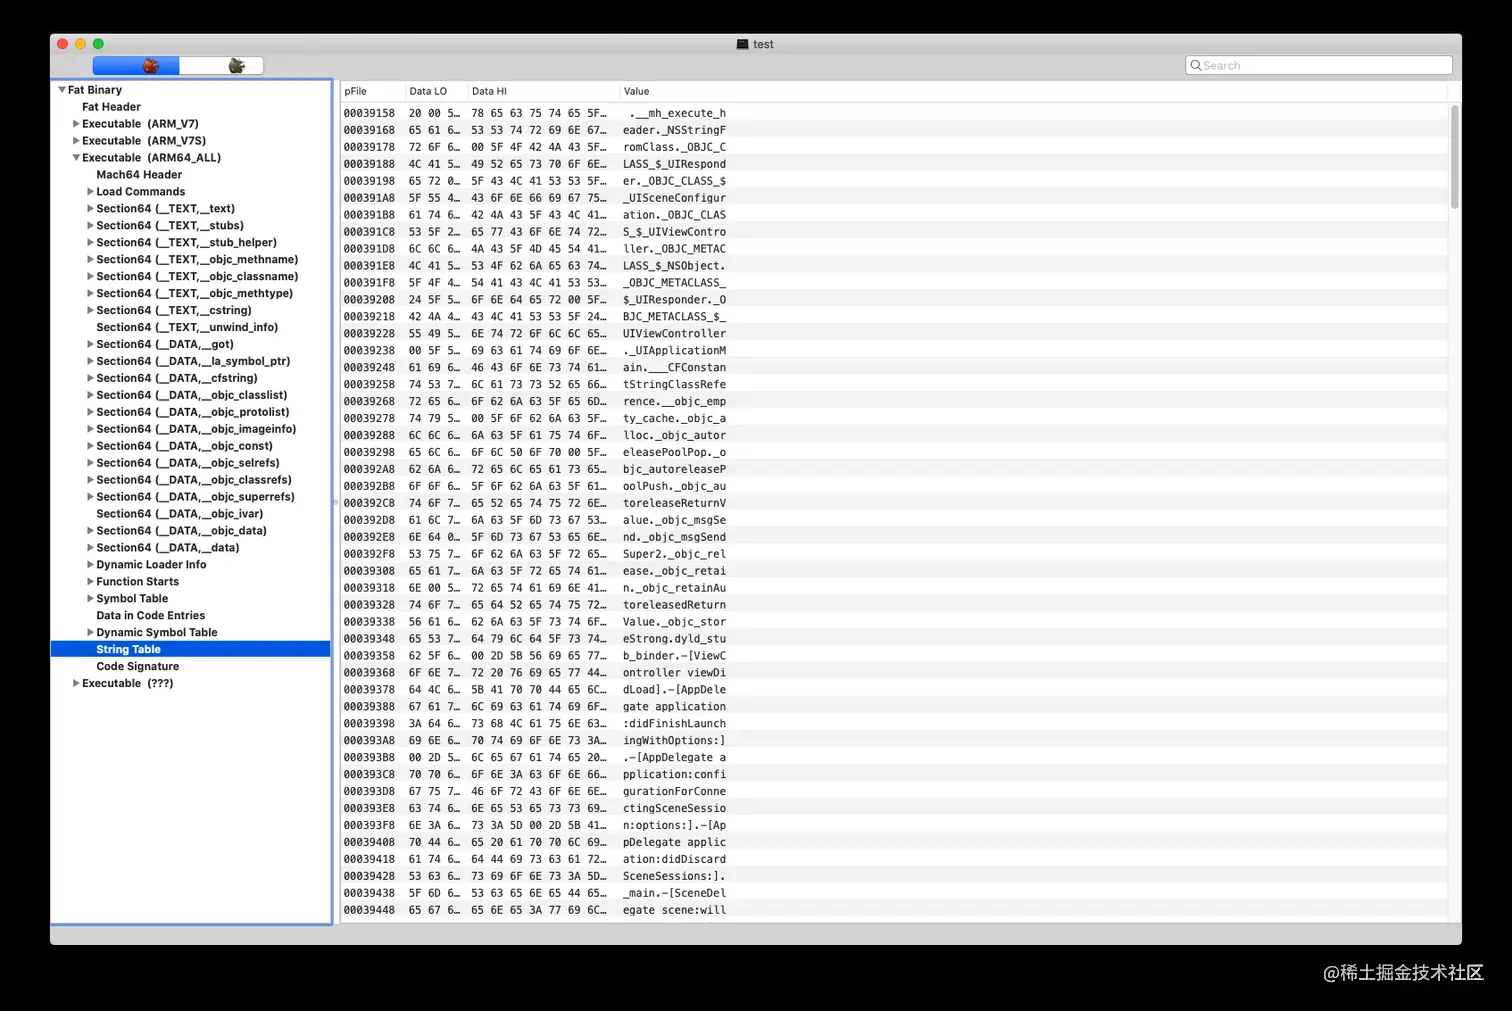 test
Search
Fat Binary
Fat Header
Executable (ARM_V7)
Executable (ARM_V7S)
Executable (ARM64_ALL)
Mach64 Header
Load Commands
Section64 (__TEXT,__text)
Section64 (__TEXT,__stubs)
Section64 (__TEXT,__stub_helper)
Section64 (__TEXT,__objc_methname)
Section64 (__TEXT,__objc_classname)
Section64 (__TEXT,__objc_methtype)
Section64 (__TEXT,__cstring)
Section64 (__TEXT,__unwind_info)
Section64 (__DATA,__got)
Section64 (__DATA,__la_symbol_ptr)
Section64 (__DATA,__cfstring)
Section64 (__DATA,__objc_classlist)
Section64 (__DATA,__objc_protolist)
Section64 (__DATA,__objc_imageinfo)
Section64 (__DATA,__objc_const)
Section64 (__DATA,__objc_selrefs)
Section64 (__DATA,__objc_classrefs)
Section64 (__DATA,__objc_superrefs)
Section64 (__DATA,__objc_ivar)
Section64 (__DATA,__objc_data)
Section64 (__DATA,__data)
Dynamic Loader Info
Function Starts
Symbol Table
Data in Code Entries
Dynamic Symbol Table
String Table
Code Signature
Executable (???)
pFile Data LO Data HI Value
00039158 20 00 5… 78 65 63 75 74 65 5F… .__mh_execute_h
00039168 65 61 6… 53 53 74 72 69 6E 67… eader._NSStringF
00039178 72 6F 6… 00 5F 4F 42 4A 43 5F… romClass._OBJC_C
00039188 4C 41 5… 49 52 65 73 70 6F 6E… LASS_$_UIRespond
00039198 65 72 0… 5F 43 4C 41 53 53 5F… er._OBJC_CLASS_$
000391A8 5F 55 4… 43 6F 6E 66 69 67 75… _UISceneConfigur
000391B8 61 74 6… 42 4A 43 5F 43 4C 41… ation._OBJC_CLAS
000391C8 53 5F 2… 65 77 43 6F 6E 74 72… S_$_UIViewContro
000391D8 6C 6C 6… 4A 43 5F 4D 45 54 41… ller._OBJC_METAC
000391E8 4C 41 5… 53 4F 62 6A 65 63 74… LASS_$_NSObject.
000391F8 5F 4F 4… 54 41 43 4C 41 53 53… _OBJC_METACLASS_
00039208 24 5F 5… 6F 6E 64 65 72 00 5F… $_UIResponder._O
00039218 42 4A 4… 43 4C 41 53 53 5F 24… BJC_METACLASS_$_
00039228 55 49 5… 6E 74 72 6F 6C 6C 65… UIViewController
00039238 00 5F 5… 69 63 61 74 69 6F 6E… ._UIApplicationM
00039248 61 69 6… 46 43 6F 6E 73 74 61… ain.___CFConstan
00039258 74 53 7… 6C 61 73 73 52 65 66… tStringClassRefe
00039268 72 65 6… 6F 62 6A 63 5F 65 6D… rence.__objc_emp
00039278 74 79 5… 00 5F 6F 62 6A 63 5F… ty_cache._objc_a
00039288 6C 6C 6… 6A 63 5F 61 75 74 6F… lloc._objc_autor
00039298 65 6C 6… 6F 6C 50 6F 70 00 5F… eleasePoolPop._o
000392A8 62 6A 6… 72 65 6C 65 61 73 65… bjc_autoreleaseP
000392B8 6F 6F 6… 5F 6F 62 6A 63 5F 61… oolPush._objc_au
000392C8 74 6F 7… 65 52 65 74 75 72 6E… toreleaseReturnV
000392D8 61 6C 7… 6A 63 5F 6D 73 67 53… alue._objc_msgSe
000392E8 6E 64 0… 5F 6D 73 67 53 65 6E… nd._objc_msgSend
000392F8 53 75 7… 6F 62 6A 63 5F 72 65… Super2._objc_rel
00039308 65 61 7… 6A 63 5F 72 65 74 61… ease._objc_retai
00039318 6E 00 5… 72 65 74 61 69 6E 41… n._objc_retainAu
00039328 74 6F 7… 65 64 52 65 74 75 72… toreleasedReturn
00039338 56 61 6… 62 6A 63 5F 73 74 6F… Value._objc_stor
00039348 65 53 7… 64 79 6C 64 5F 73 74… eStrong.dyld_stu
00039358 62 5F 6… 00 2D 5B 56 69 65 77… b_binder.-[ViewC
00039368 6F 6E 7… 72 20 76 69 65 77 44… ontroller viewDi
00039378 64 4C 6… 5B 41 70 70 44 65 6C… dLoad].-[AppDele
00039388 67 61 7… 6C 69 63 61 74 69 6F… gate application
00039398 3A 64 6… 73 68 4C 61 75 6E 63… :didFinishLaunch
000393A8 69 6E 6… 70 74 69 6F 6E 73 3A… ingWithOptions:]
000393B8 00 2D 5… 6C 65 67 61 74 65 20… .-[AppDelegate a
000393C8 70 70 6… 6F 6E 3A 63 6F 6E 66… pplication:confi
000393D8 67 75 7… 46 6F 72 43 6F 6E 6E… gurationForConne
000393E8 63 74 6… 6E 65 53 65 73 73 69… ctingSceneSessio
000393F8 6E 3A 6… 73 3A 5D 00 2D 5B 41… n:options:].-[Ap
00039408 70 44 6… 65 20 61 70 70 6C 69… pDelegate applic
00039418 61 74 6… 64 44 69 73 63 61 72… ation:didDiscard
00039428 53 63 6… 73 69 6F 6E 73 3A 5D… SceneSessions:].
00039438 5F 6D 6… 53 63 65 6E 65 44 65… _main.-[SceneDel
00039448 65 67 6… 65 6E 65 3A 77 69 6C… egate scene:will
@稀土掘金技术社区